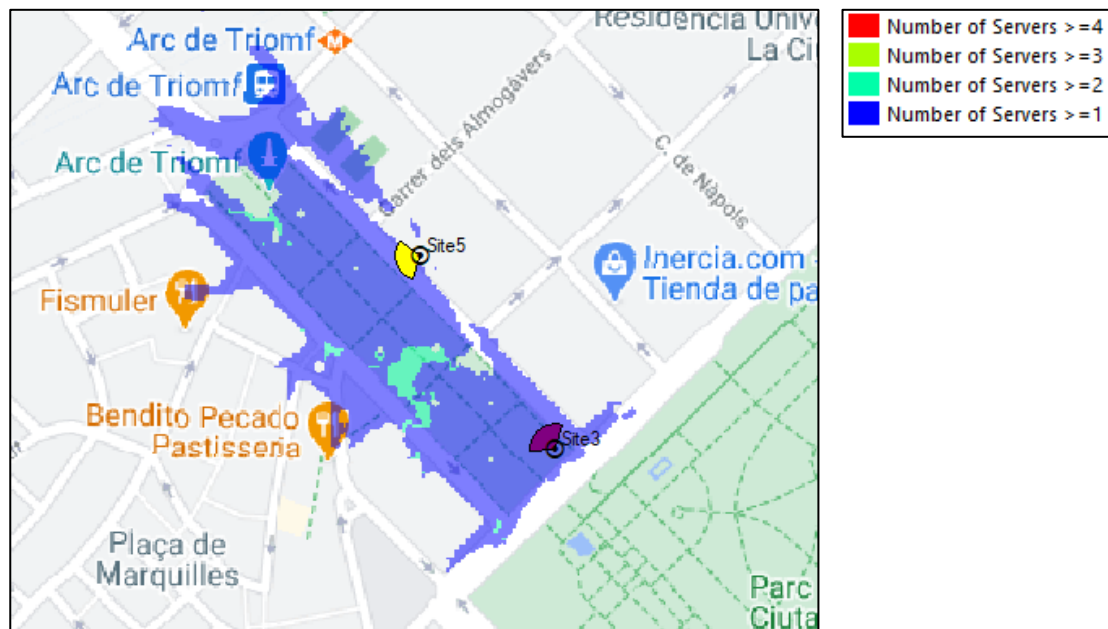 Residència Unive
La Ciu
Arc de Triomf
M
Arc de Triomf
Arc de Triomf
Carrer dels Almogàvers
C. de Nàpols
Site5
Inercia.com -
Tienda de pa
Fismuler
Bendito Pecado
Pastisseria
Site3
Plaça de
Marquilles
Parc
Ciuta
Number of Servers >=4
Number of Servers >=3
Number of Servers >=2
Number of Servers >=1